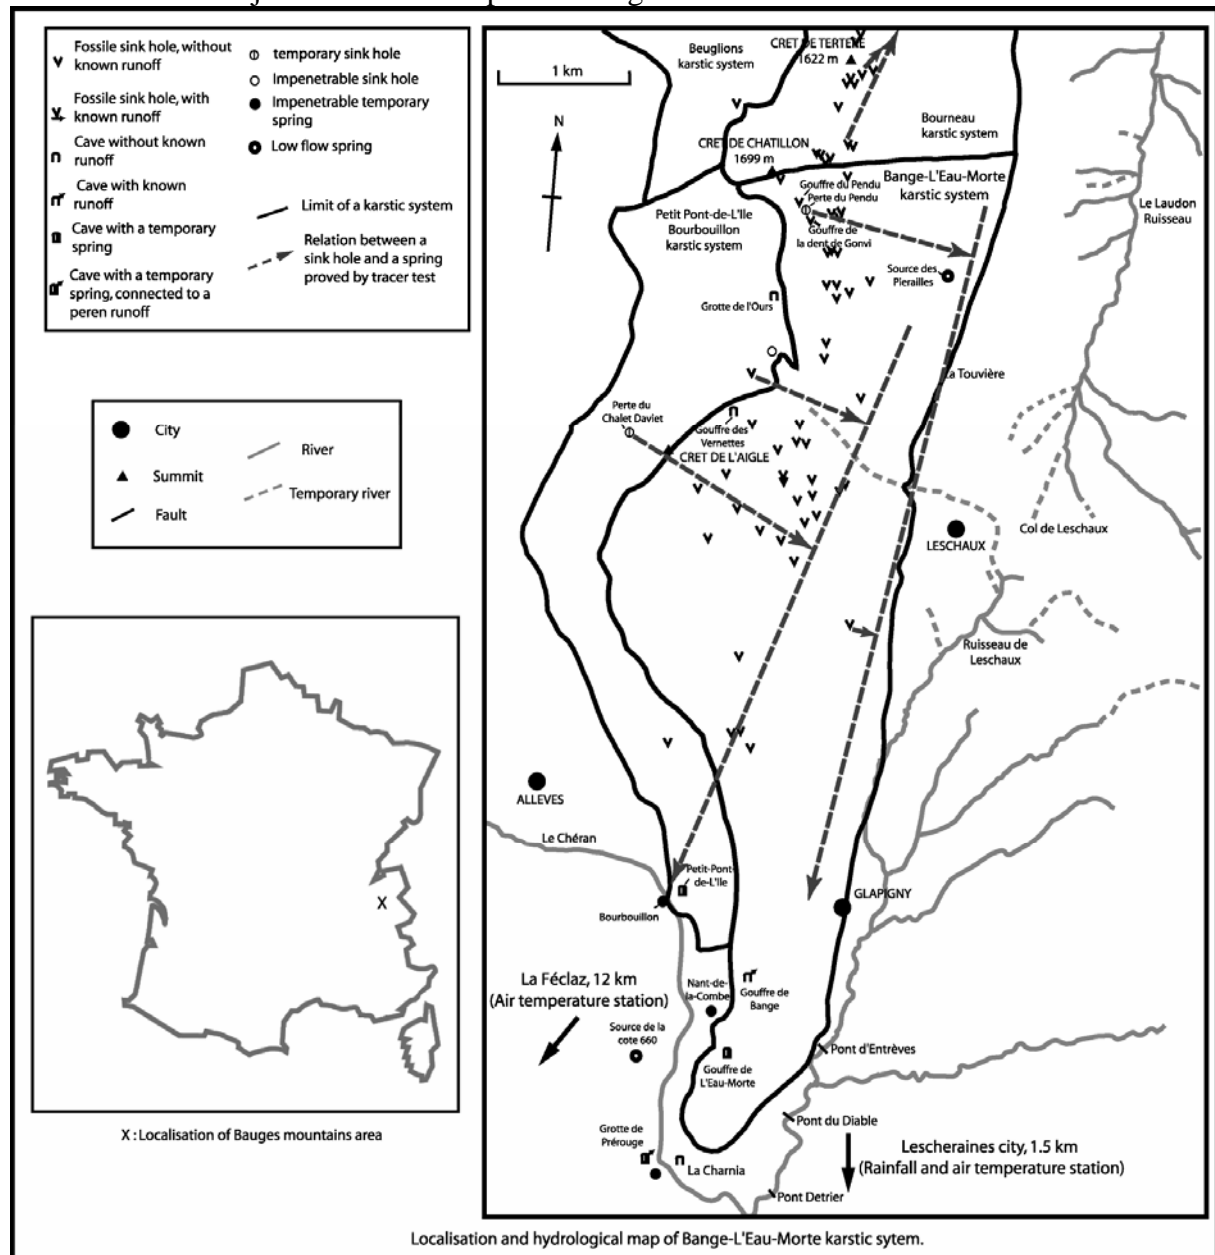 Fossile sink hole, without
known runoff
Fossile sink hole, with
known runoff
Cave without known
runoff
Cave with known
runoff
Cave with a temporary
spring
Cave with a temporary
spring, connected to a
peren runoff
temporary sink hole
Impenetrable sink hole
Impenetrable temporary
spring
Low flow spring
Limit of a karstic system
Relation between a
sink hole and a spring
proved by tracer test
City
Summit
Fault
River
Temporary river
X
X : Localisation of Bauges mountains area
1 km
N
Beuglions
karstic system
CRET DE TERTERE
1622 m
Bourneau
karstic system
CRET DE CHATILLON
1699 m
Bange-L'Eau-Morte
karstic system
Gouffre du Pendu
Perte du Pendu
Petit Pont-de-L'Ile
Bourbouillon
karstic system
Gouffre de
la dent de Gonvi
Le Laudon
Ruisseau
Source des
Plerailles
Grotte de l'Ours
La Touvière
Perte du
Chalet Daviet
Gouffre des
Vernettes
CRET DE L'AIGLE
Col de Leschaux
LESCHAUX
Ruisseau de
Leschaux
ALLEVES
Le Chéran
Petit-Pont-
de-L'Ile
Bourbouillon
GLAPIGNY
La Féclaz, 12 km
(Air temperature station)
Nant-de-
la-Combe
Gouffre de
Bange
Source de la
cote 660
Gouffre de
L'Eau-Morte
Pont d'Entrèves
Pont du Diable
Grotte de
Prérouge
La Charnia
Lescheraines city, 1.5 km
(Rainfall and air temperature station)
Pont Detrier
Localisation and hydrological map of Bange-L'Eau-Morte karstic sytem.